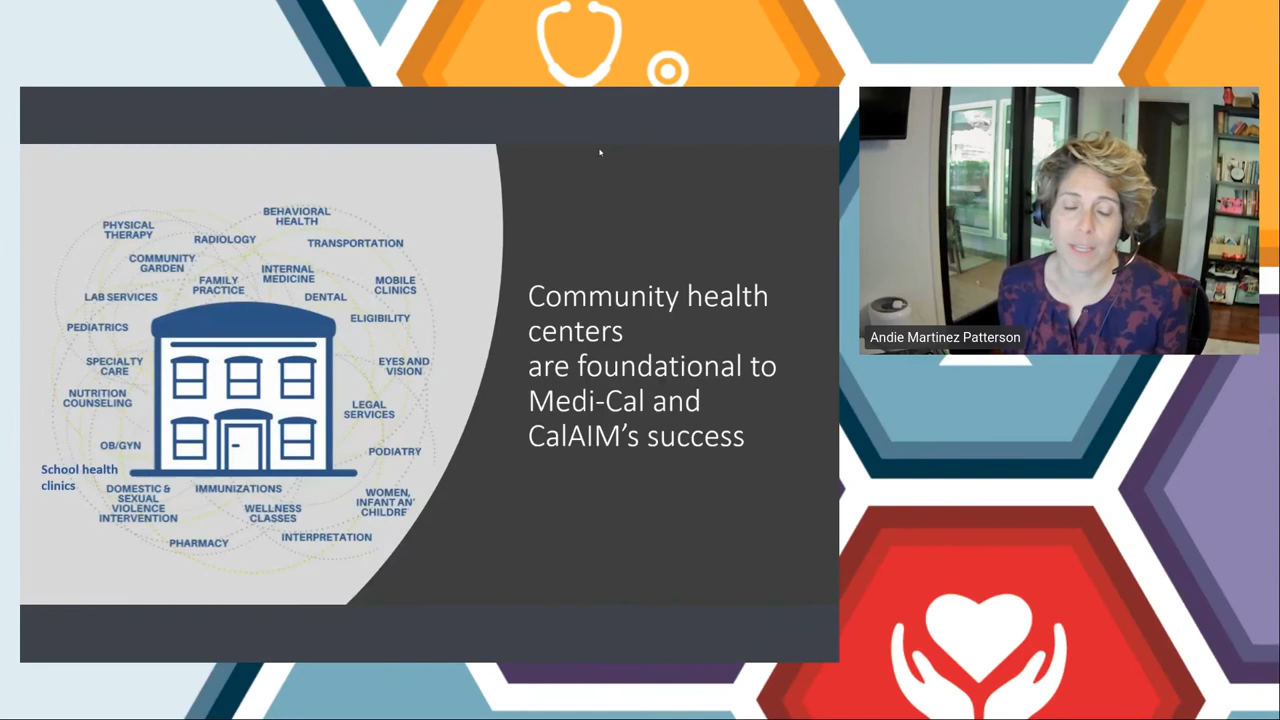 BEHAVIORAL
HEALTH
PHYSICAL
THERAPY
RADIOLOGY
TRANSPORTATION
COMMUNITY
GARDEN
INTERNAL
MEDICINE
FAMILY
PRACTICE
MOBILE
CLINICS
LAB SERVICES
DENTAL
PEDIATRICS
ELIGIBILITY
SPECIALTY
CARE
EYES AND
VISION
NUTRITION
COUNSELING
LEGAL
SERVICES
OB/GYN
PODIATRY
School health
clinics
DOMESTIC &
SEXUAL
VIOLENCE
INTERVENTION
IMMUNIZATIONS
WELLNESS
CLASSES
WOMEN,
INFANT AN'
CHILDRE
PHARMACY
INTERPRETATION
Community health
centers
are foundational to
Medi-Cal and
CalAIM's success
Andie Martinez Patterson